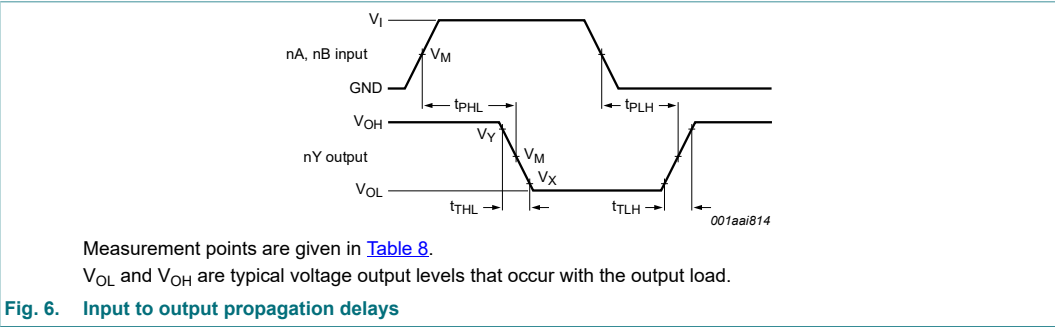 VI
nA, nB input
VM
GND
tPHL
tPLH
VOH
VY
nY output
VM
VX
VOL
tTHL
tTLH
001aai814
Measurement points are given in Table 8.
VOL and VOH are typical voltage output levels that occur with the output load.
Fig. 6. Input to output propagation delays